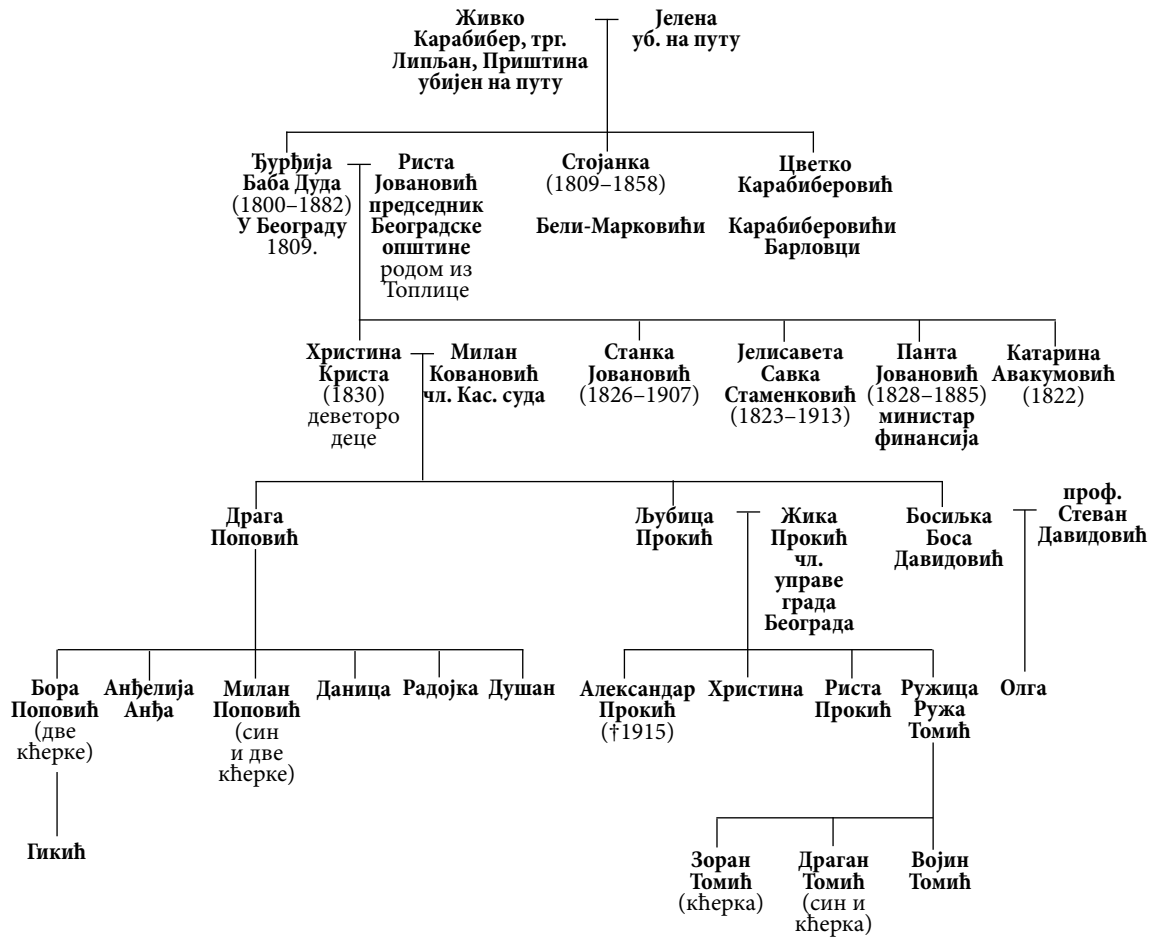 Живко
Карабибер, трг.
Липљан, Приштина
убијен на путу
Јелена
уб. на путу
Ђурђија
Баба Дуда
(1800–1882)
У Београду
1809.
Риста
Јовановић
председник
Београдске
општине
родом из
Топлице
Стојанка
(1809–1858)
Бели-Марковићи
Цветко
Карабиберовић
Карабиберовићи
Барловци
Христина
Криста
(1830)
деветоро
деце
Милан
Ковановић
чл. Кас. суда
Станка
Јовановић
(1826–1907)
Јелисавета
Савка
Стаменковић
(1823–1913)
Панта
Јовановић
(1828–1885)
министар
финансија
Катарина
Авакумовић
(1822)
Драга
Поповић
Љубица
Прокић
Жика
Прокић
чл.
управе
града
Београда
Босиљка
Боса
Давидовић
проф.
Стеван
Давидовић
Бора
Поповић
(две
кћерке)
Анђелија
Анђа
Милан
Поповић
(син
и две
кћерке)
Даница
Радојка
Душан
Александар
Прокић
(†1915)
Христина
Риста
Прокић
Ружица
Ружа
Томић
Олга
Гикић
Зоран
Томић
(кћерка)
Драган
Томић
(син и
кћерка)
Војин
Томић